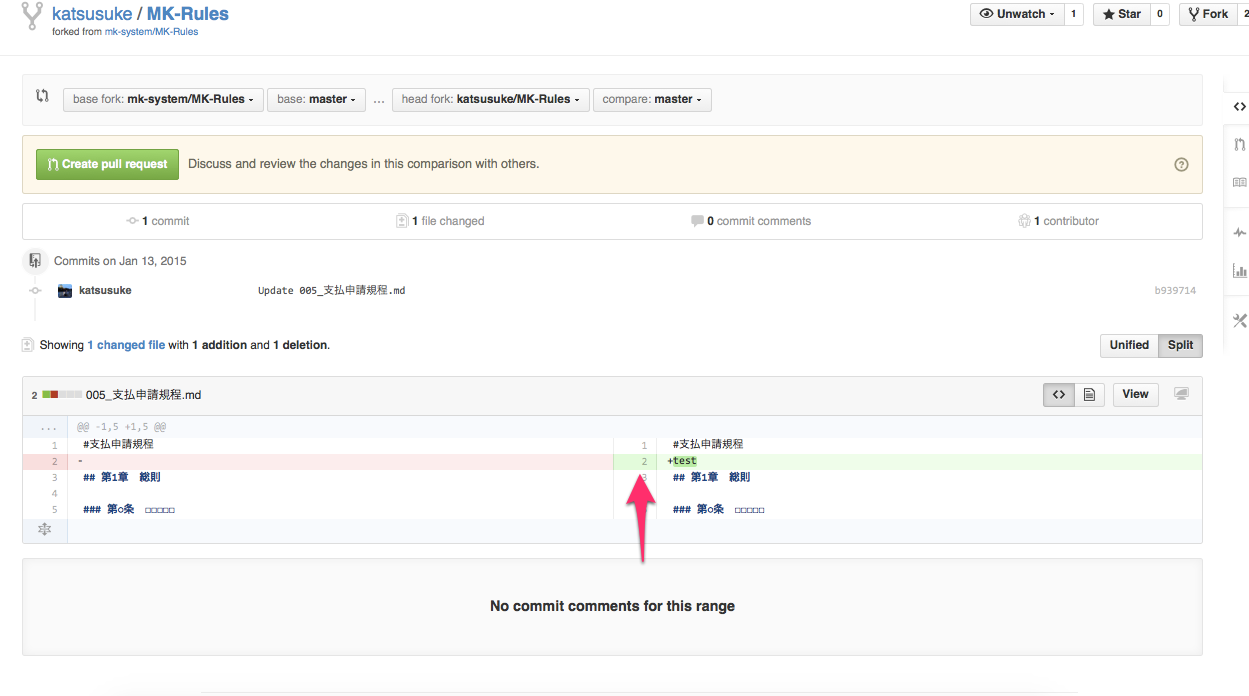 katsusuke / MK-Rules
Unwatch 1 Star 0 Fork 2
forked from mk-system/MK-Rules
base fork: mk-system/MK-Rules base: master ... head fork: katsusuke/MK-Rules compare: master
Create pull request Discuss and review the changes in this comparison with others.
1 commit 1 file changed 0 commit comments 1 contributor
Commits on Jan 13, 2015
katsusuke Update 005_支払申請規程.md b939714
Showing 1 changed file with 1 addition and 1 deletion. Unified Split
2 005_支払申請規程.md View
... @@ -1,5 +1,5 @@
1 #支払申請規程 1 #支払申請規程
2 - 2 +test
3 ## 第1章 総則 3 ## 第1章 総則
4
5 ### 第○条 □□□□□ ### 第○条 □□□□□
No commit comments for this range